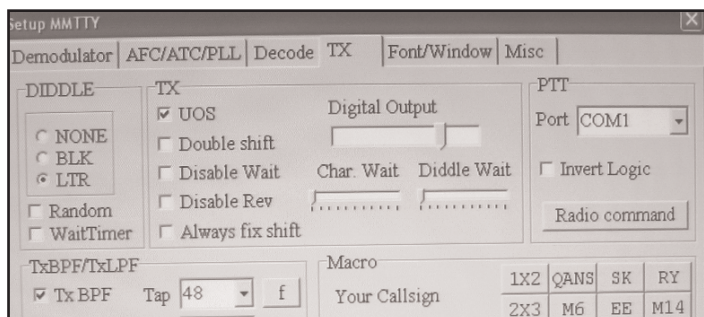 Setup MMTTY
Demodulator AFC/ATC/PLL Decode TX Font/Window Misc
DIDDLE
NONE
BLK
LTR
Random
WaitTimer
TX
UOS
Double shift
Disable Wait
Disable Rev
Always fix shift
Digital Output
Char. Wait Diddle Wait
PTT
Port COM1
Invert Logic
Radio command
TxBPF/TxLPF
Tx BPF Tap 48 f
Macro
Your Callsign
1X2 QANS SK RY
2X3 M6 EE M14